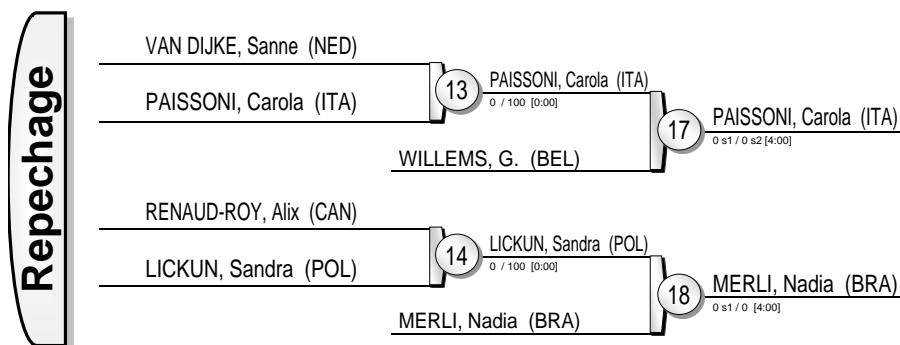 Repechage
VAN DIJKE, Sanne (NED)
PAISSONI, Carola (ITA)
13
PAISSONI, Carola (ITA)
0 / 100 [0:00]
WILLEMS, G. (BEL)
17
PAISSONI, Carola (ITA)
0 s1 / 0 s2 [4:00]
RENAUD-ROY, Alix (CAN)
LICKUN, Sandra (POL)
14
LICKUN, Sandra (POL)
0 / 100 [0:00]
MERLI, Nadia (BRA)
18
MERLI, Nadia (BRA)
0 s1 / 0 [4:00]